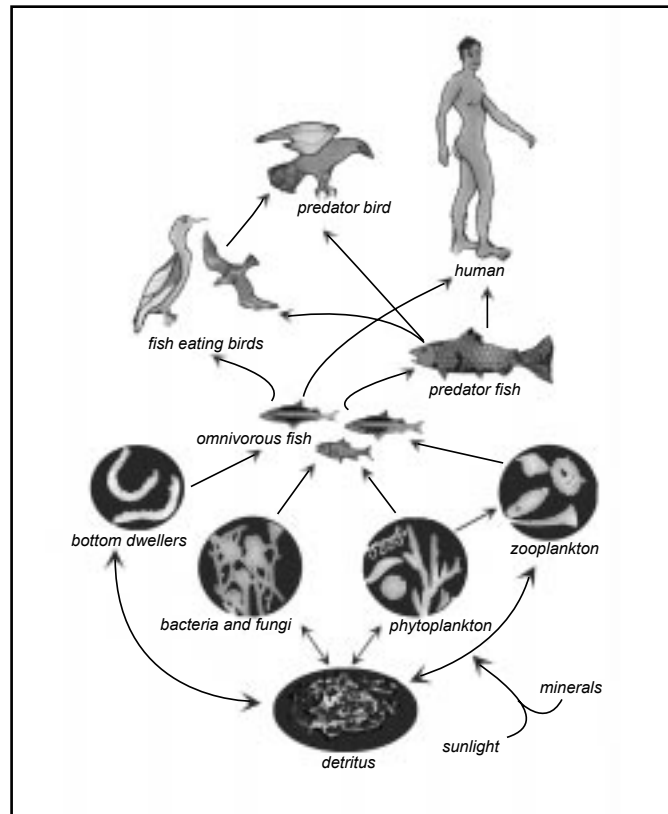 predator bird
human
fish eating birds
predator fish
omnivorous fish
bottom dwellers
zooplankton
bacteria and fungi
phytoplankton
minerals
sunlight
detritus